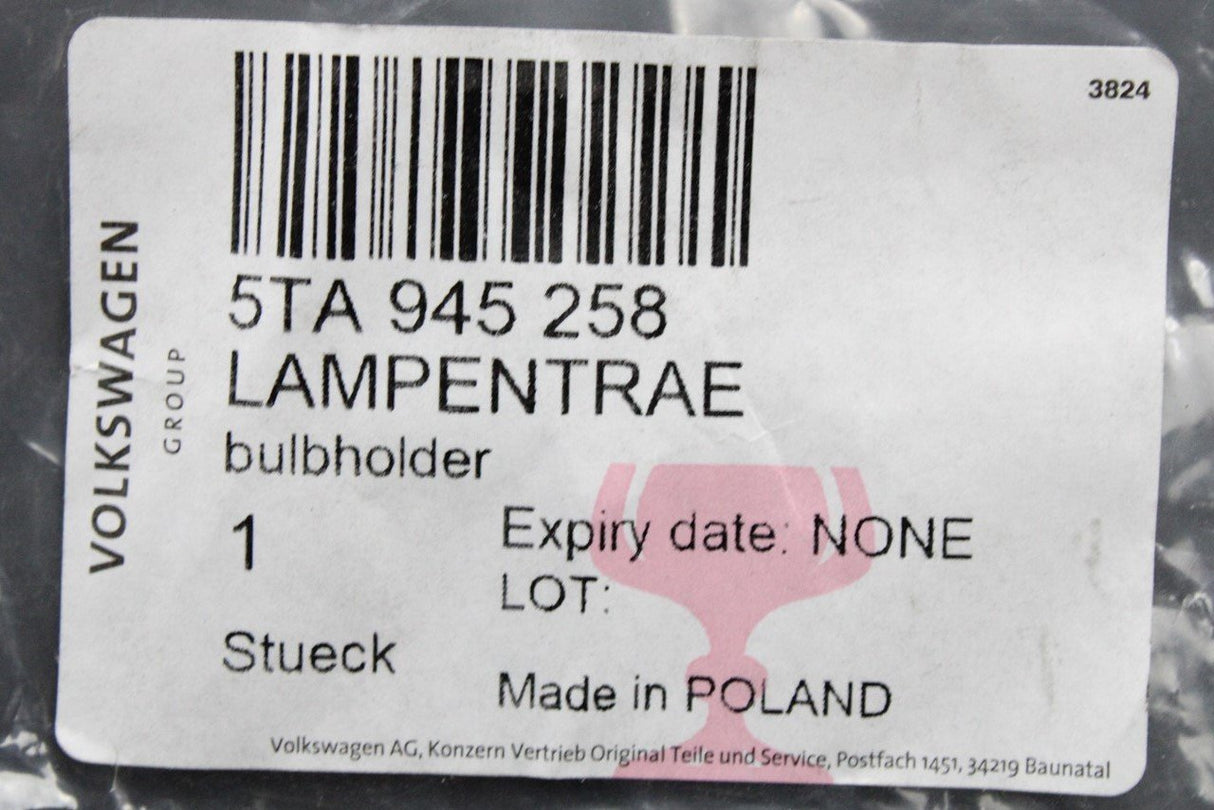 3824
VOLKSWAGEN
GROUP
5TA 945 258
LAMPENTRAE
bulbholder
1
Expiry date: NONE
LOT:
Stueck
Made in POLAND
Volkswagen AG, Konzern Vertrieb Original Teile und Service, Postfach 1451, 34219 Baunatal